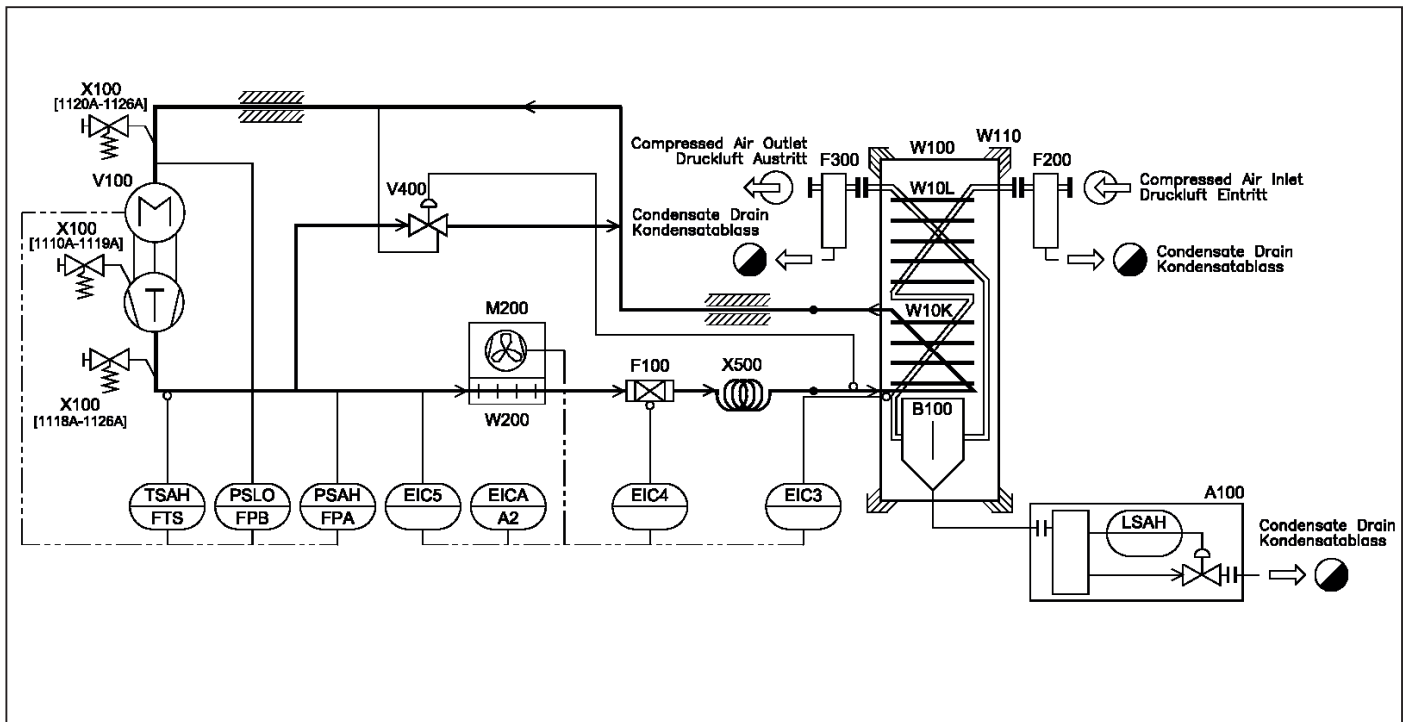 X100
[1120A-1126A]
V100
X100
[1110A-1119A]
X100
[1118A-1126A]
V400
Compressed Air Outlet
Druckluft Austritt
F300
Condensate Drain
Kondensatablass
W100
W110
F200
W10L
W10K
Compressed Air Inlet
Druckluft Eintritt
Condensate Drain
Kondensatablass
M200
W200
F100
X500
B100
TSAH
FTS
PSLO
FPB
PSAH
FPA
EIC5
EICA
A2
EIC4
EIC3
A100
LSAH
Condensate Drain
Kondensatablass